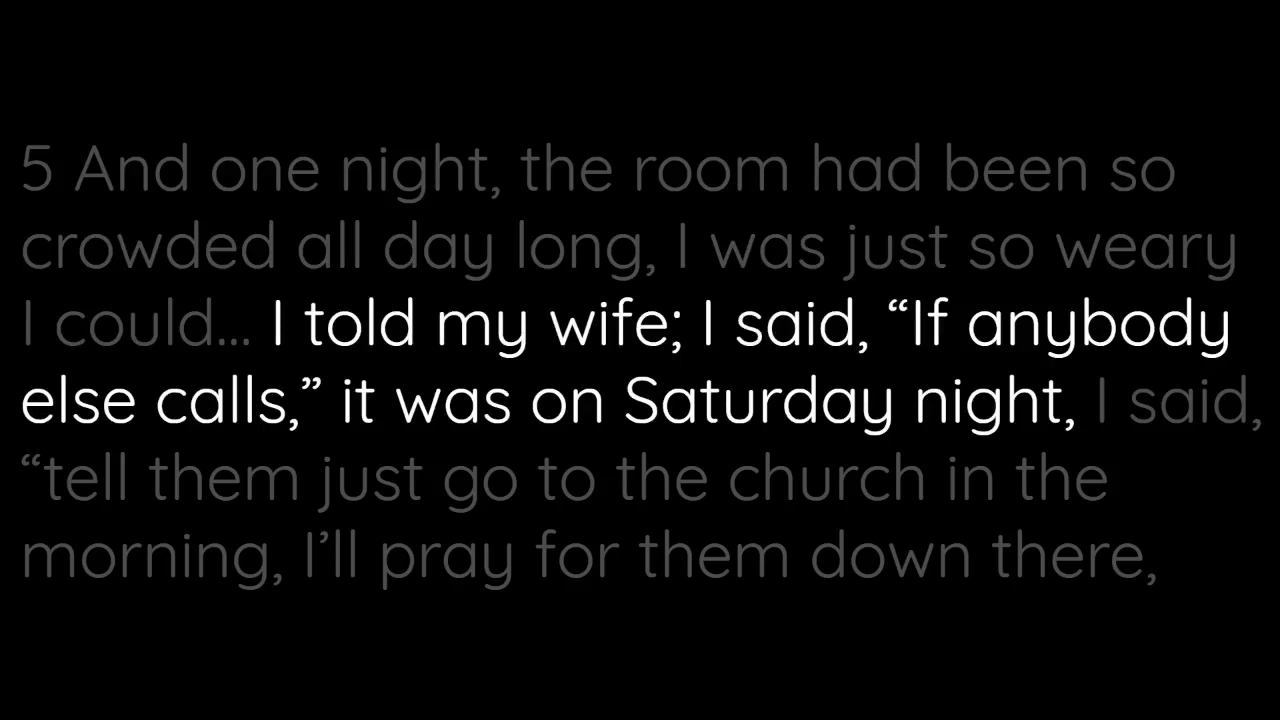 5 And one night, the room had been so
crowded all day long, I was just so weary
I could... I told my wife; I said, “If anybody
else calls,” it was on Saturday night, I said,
“tell them just go to the church in the
morning, I’ll pray for them down there,